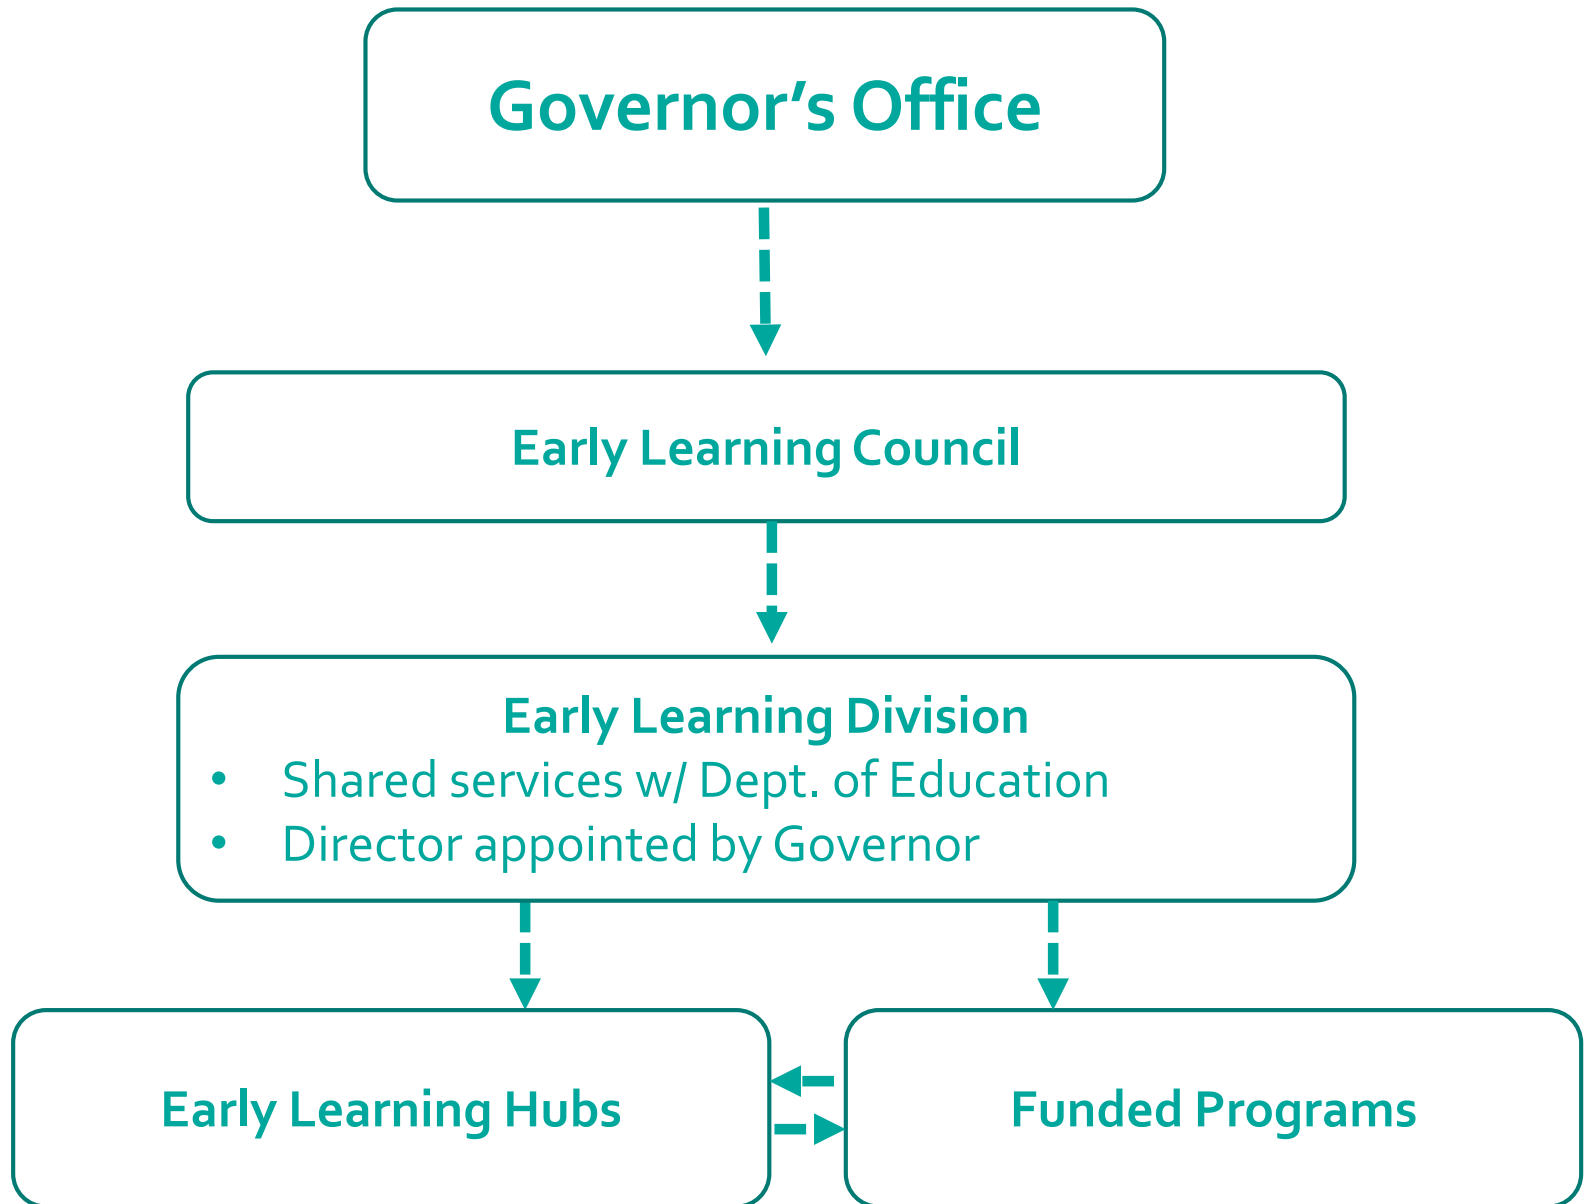 Governor’s Office
Early Learning Council
Early Learning Division
• Shared services w/ Dept. of Education
• Director appointed by Governor
Early Learning Hubs
Funded Programs